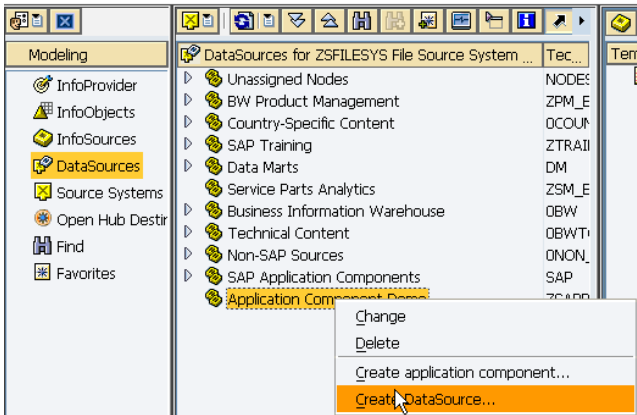 Modeling
InfoProvider
InfoObjects
InfoSources
DataSources
Source Systems
Open Hub Destir
Find
Favorites
DataSources for ZSFILESYS File Source System ... Tec...
Unassigned Nodes NODES
BW Product Management ZPM_E
Country-Specific Content 0COUN
SAP Training ZTRAI
Data Marts DM
Service Parts Analytics ZSM_E
Business Information Warehouse 0BW
Technical Content 0BWT
Non-SAP Sources 0NON_
SAP Application Components SAP
Application Component Demo ZSAPP
Change
Delete
Create application component...
Create DataSource...
Tem